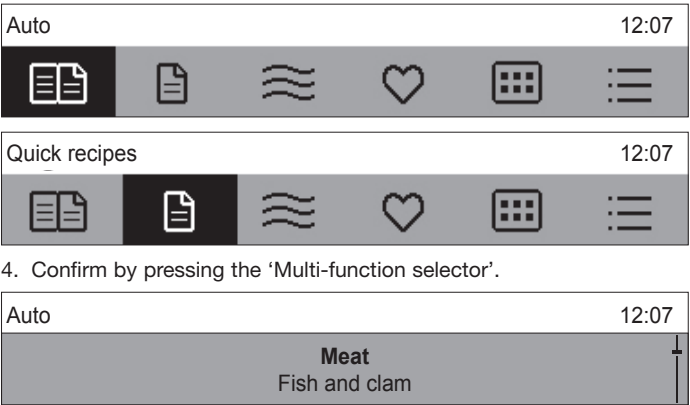 Auto 12:07
Quick recipes 12:07
4. Confirm by pressing the ‘Multi-function selector’.
Auto 12:07
Meat
Fish and clam